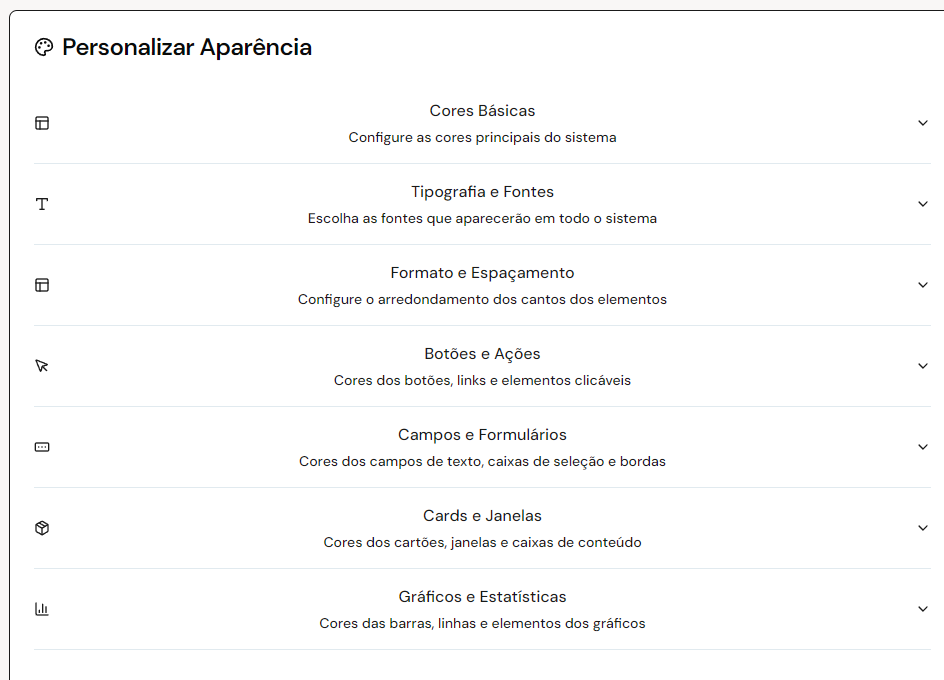 Personalizar Aparência
Cores Básicas
Configure as cores principais do sistema
Tipografia e Fontes
Escolha as fontes que aparecerão em todo o sistema
Formato e Espaçamento
Configure o arredondamento dos cantos dos elementos
Botões e Ações
Cores dos botões, links e elementos clicáveis
Campos e Formulários
Cores dos campos de texto, caixas de seleção e bordas
Cards e Janelas
Cores dos cartões, janelas e caixas de conteúdo
Gráficos e Estatísticas
Cores das barras, linhas e elementos dos gráficos